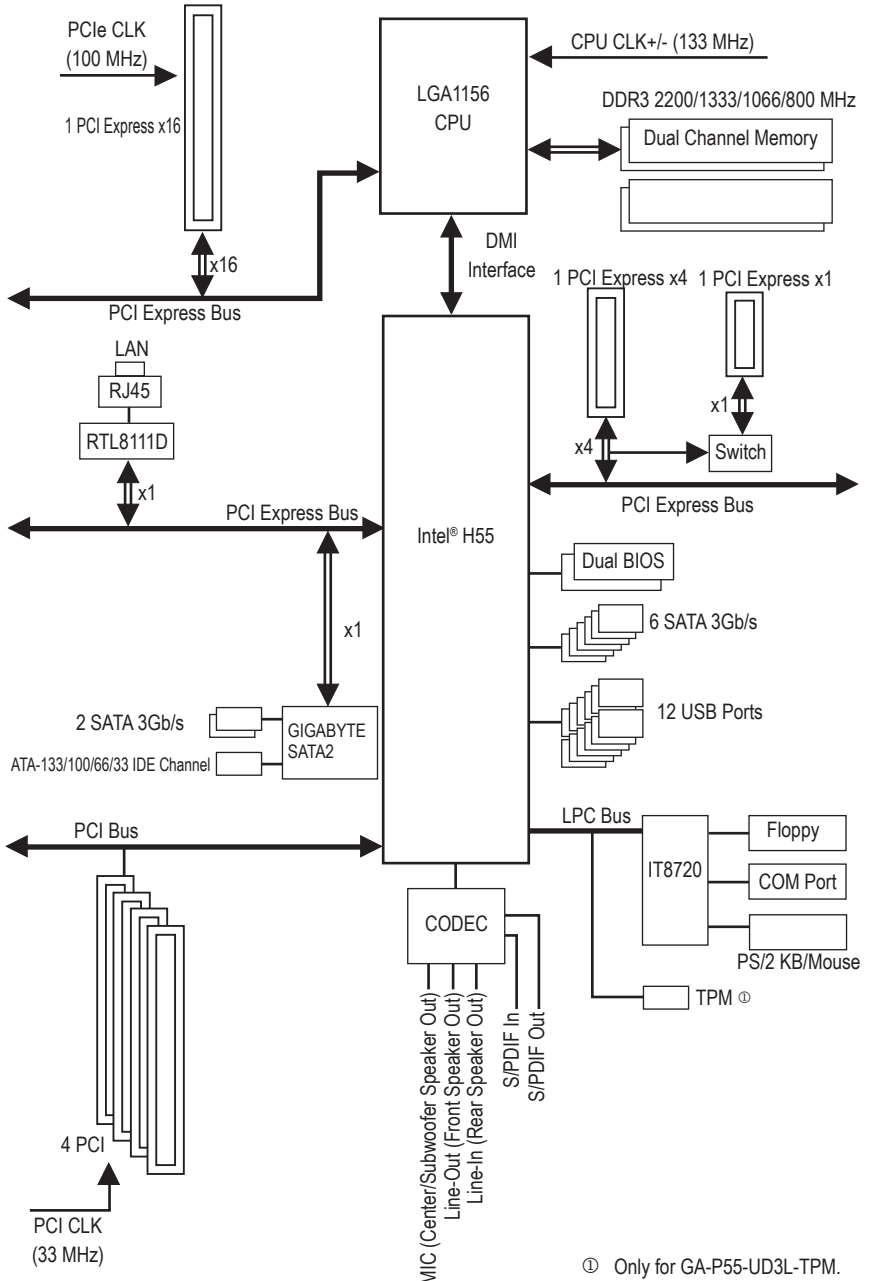 PCIe CLK
(100 MHz)
1 PCI Express x16
x16
PCI Express Bus
LGA1156
CPU
CPU CLK+/- (133 MHz)
DDR3 2200/1333/1066/800 MHz
Dual Channel Memory
DMI
Interface
1 PCI Express x4
1 PCI Express x1
x1
x4
Switch
PCI Express Bus
LAN
RJ45
RTL8111D
x1
PCI Express Bus
Intel® H55
Dual BIOS
6 SATA 3Gb/s
12 USB Ports
x1
2 SATA 3Gb/s
GIGABYTE
SATA2
ATA-133/100/66/33 IDE Channel
PCI Bus
LPC Bus
IT8720
Floppy
COM Port
PS/2 KB/Mouse
TPM ①
CODEC
MIC (Center/Subwoofer Speaker Out)
Line-Out (Front Speaker Out)
Line-In (Rear Speaker Out)
S/PDIF In
S/PDIF Out
4 PCI
PCI CLK
(33 MHz)
① Only for GA-P55-UD3L-TPM.